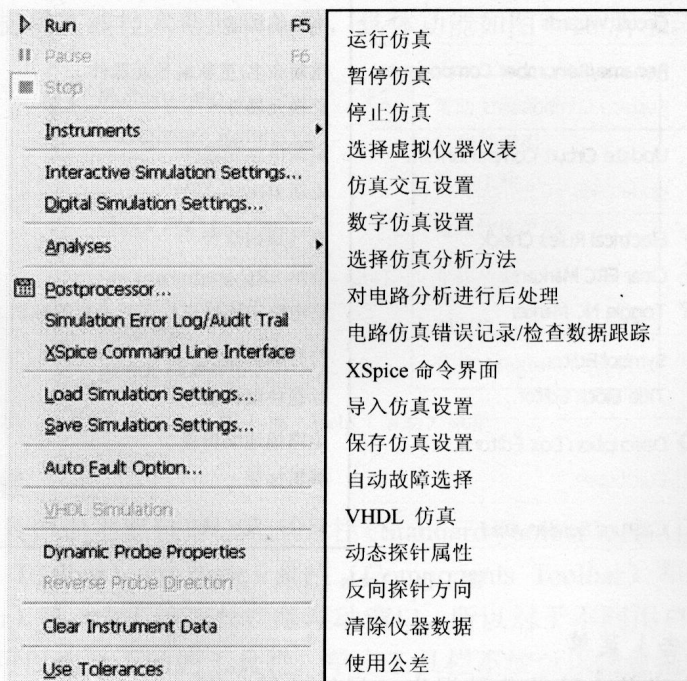 Run F5
Pause F6
Stop
Instruments
Interactive Simulation Settings...
Digital Simulation Settings...
Analyses
Postprocessor...
Simulation Error Log/Audit Trail
XSpice Command Line Interface
Load Simulation Settings...
Save Simulation Settings...
Auto Fault Option...
VHDL Simulation
Dynamic Probe Properties
Reverse Probe Direction
Clear Instrument Data
Use Tolerances
运行仿真
暂停仿真
停止仿真
选择虚拟仪器仪表
仿真交互设置
数字仿真设置
选择仿真分析方法
对电路分析进行后处理
电路仿真错误记录/检查数据跟踪
XSpice 命令界面
导入仿真设置
保存仿真设置
自动故障选择
VHDL 仿真
动态探针属性
反向探针方向
清除仪器数据
使用公差